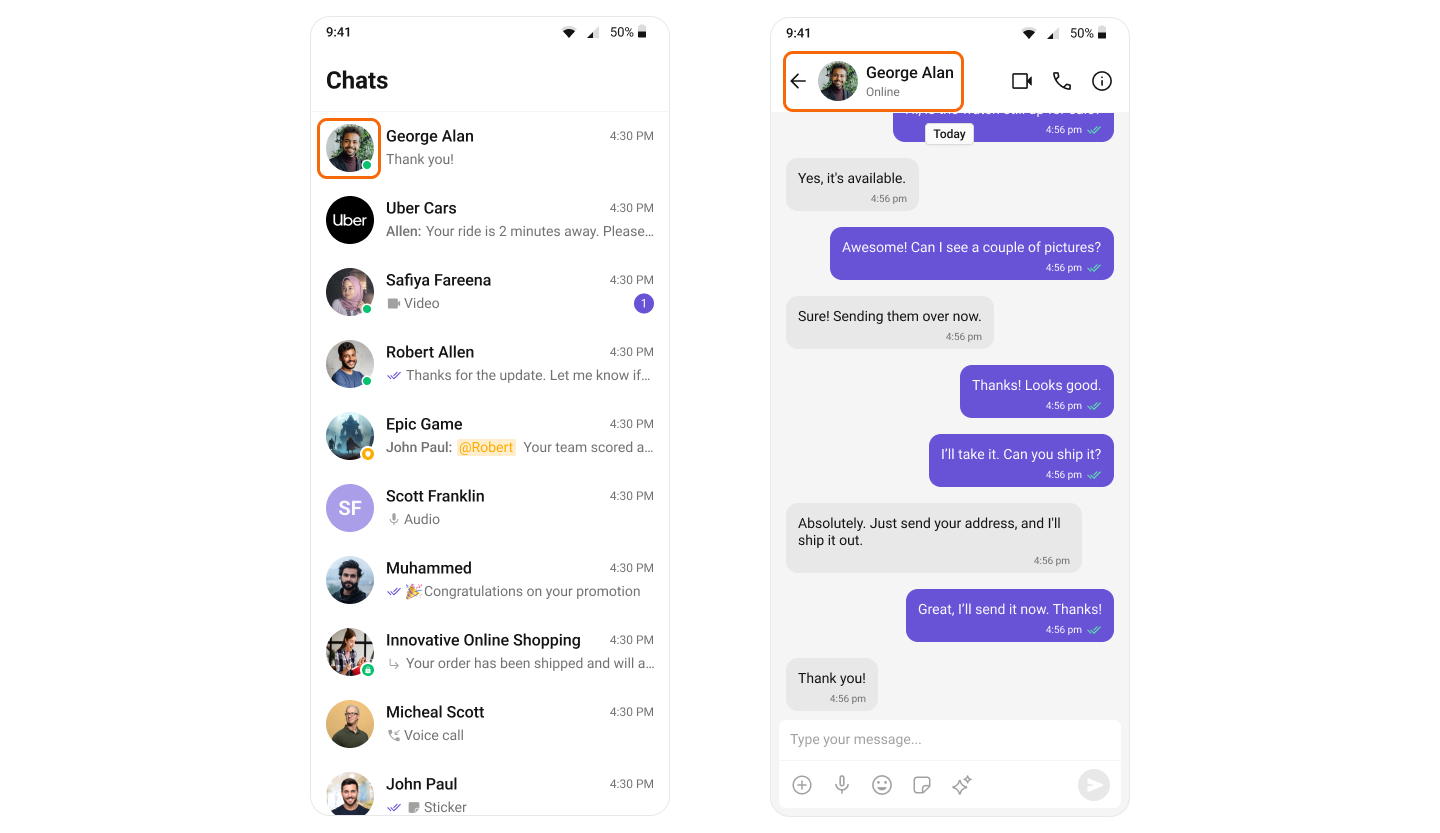 9:41
50%
Chats
George Alan
4:30 PM
Thank you!
Uber
Uber Cars
4:30 PM
Allen: Your ride is 2 minutes away. Please...
Safiya Fareena
4:30 PM
Video
1
Robert Allen
4:30 PM
Thanks for the update. Let me know if...
Epic Game
4:30 PM
John Paul: @Robert Your team scored a...
SF
Scott Franklin
4:30 PM
Audio
Muhammed
4:30 PM
🎉Congratulations on your promotion
Innovative Online Shopping
4:30 PM
Your order has been shipped and will a...
Micheal Scott
4:30 PM
Voice call
John Paul
4:30 PM
Sticker
9:41
50%
George Alan
Online
4:56 pm
Today
Yes, it's available.
4:56 pm
Awesome! Can I see a couple of pictures?
4:56 pm
Sure! Sending them over now.
4:56 pm
Thanks! Looks good.
4:56 pm
I’ll take it. Can you ship it?
4:56 pm
Absolutely. Just send your address, and I'll
ship it out.
4:56 pm
Great, I’ll send it now. Thanks!
4:56 pm
Thank you!
4:56 pm
Type your message...